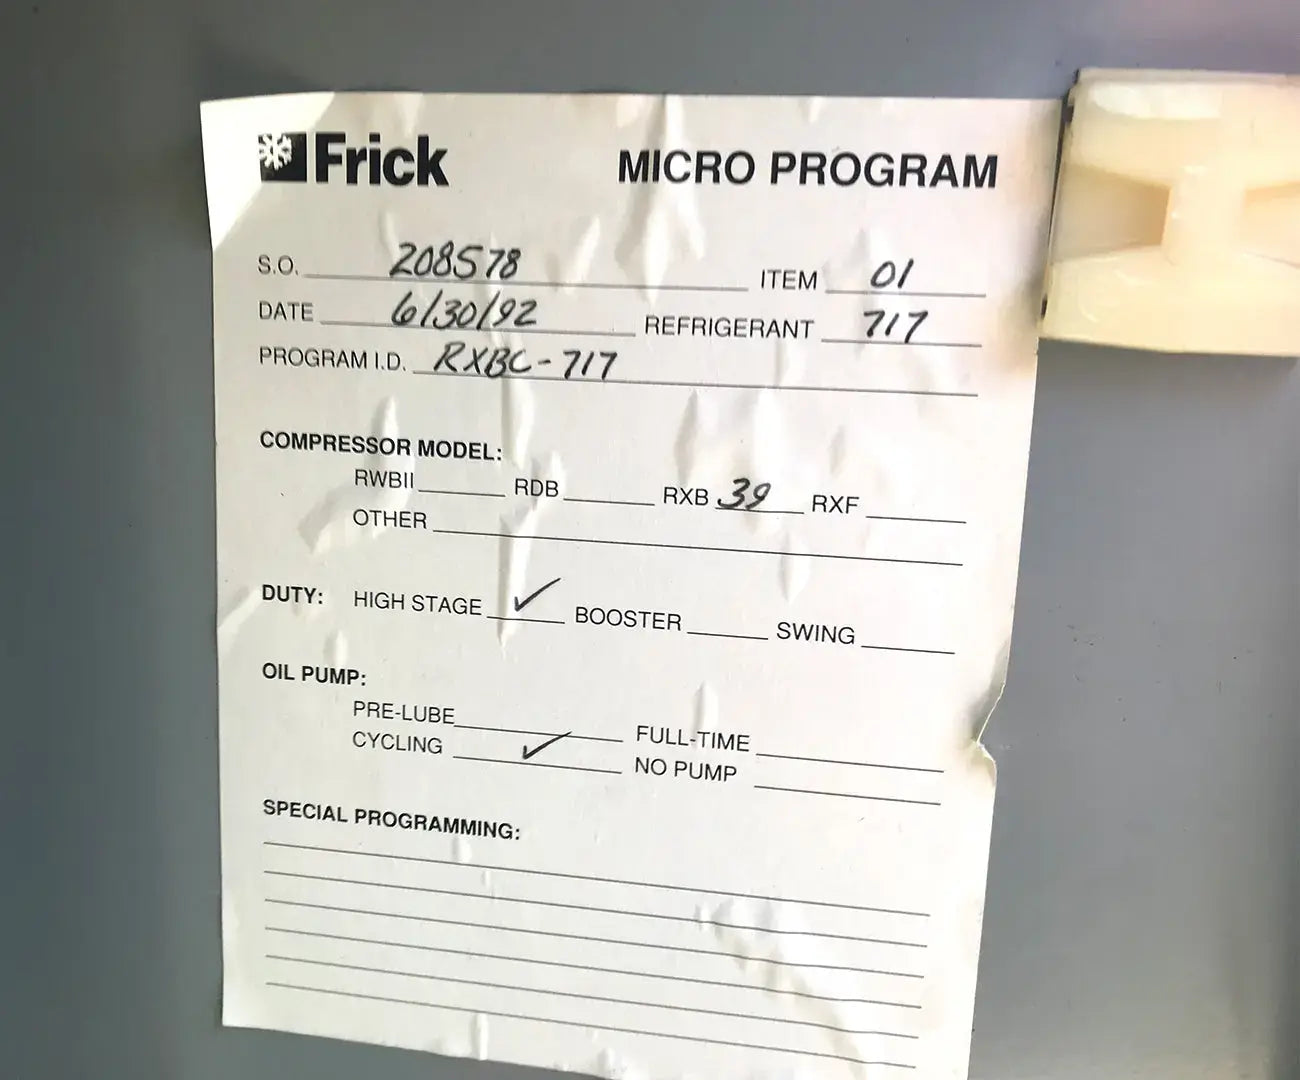 Frick MICRO PROGRAM
S.O. 208578 ITEM 01
DATE 6/30/92 REFRIGERANT 717
PROGRAM I.D. RXBC-717
COMPRESSOR MODEL:
RWBII RDB RXB 39 RXF
OTHER
DUTY: HIGH STAGE ✓ BOOSTER SWING
OIL PUMP:
PRE-LUBE FULL-TIME
CYCLING ✓ NO PUMP
SPECIAL PROGRAMMING: